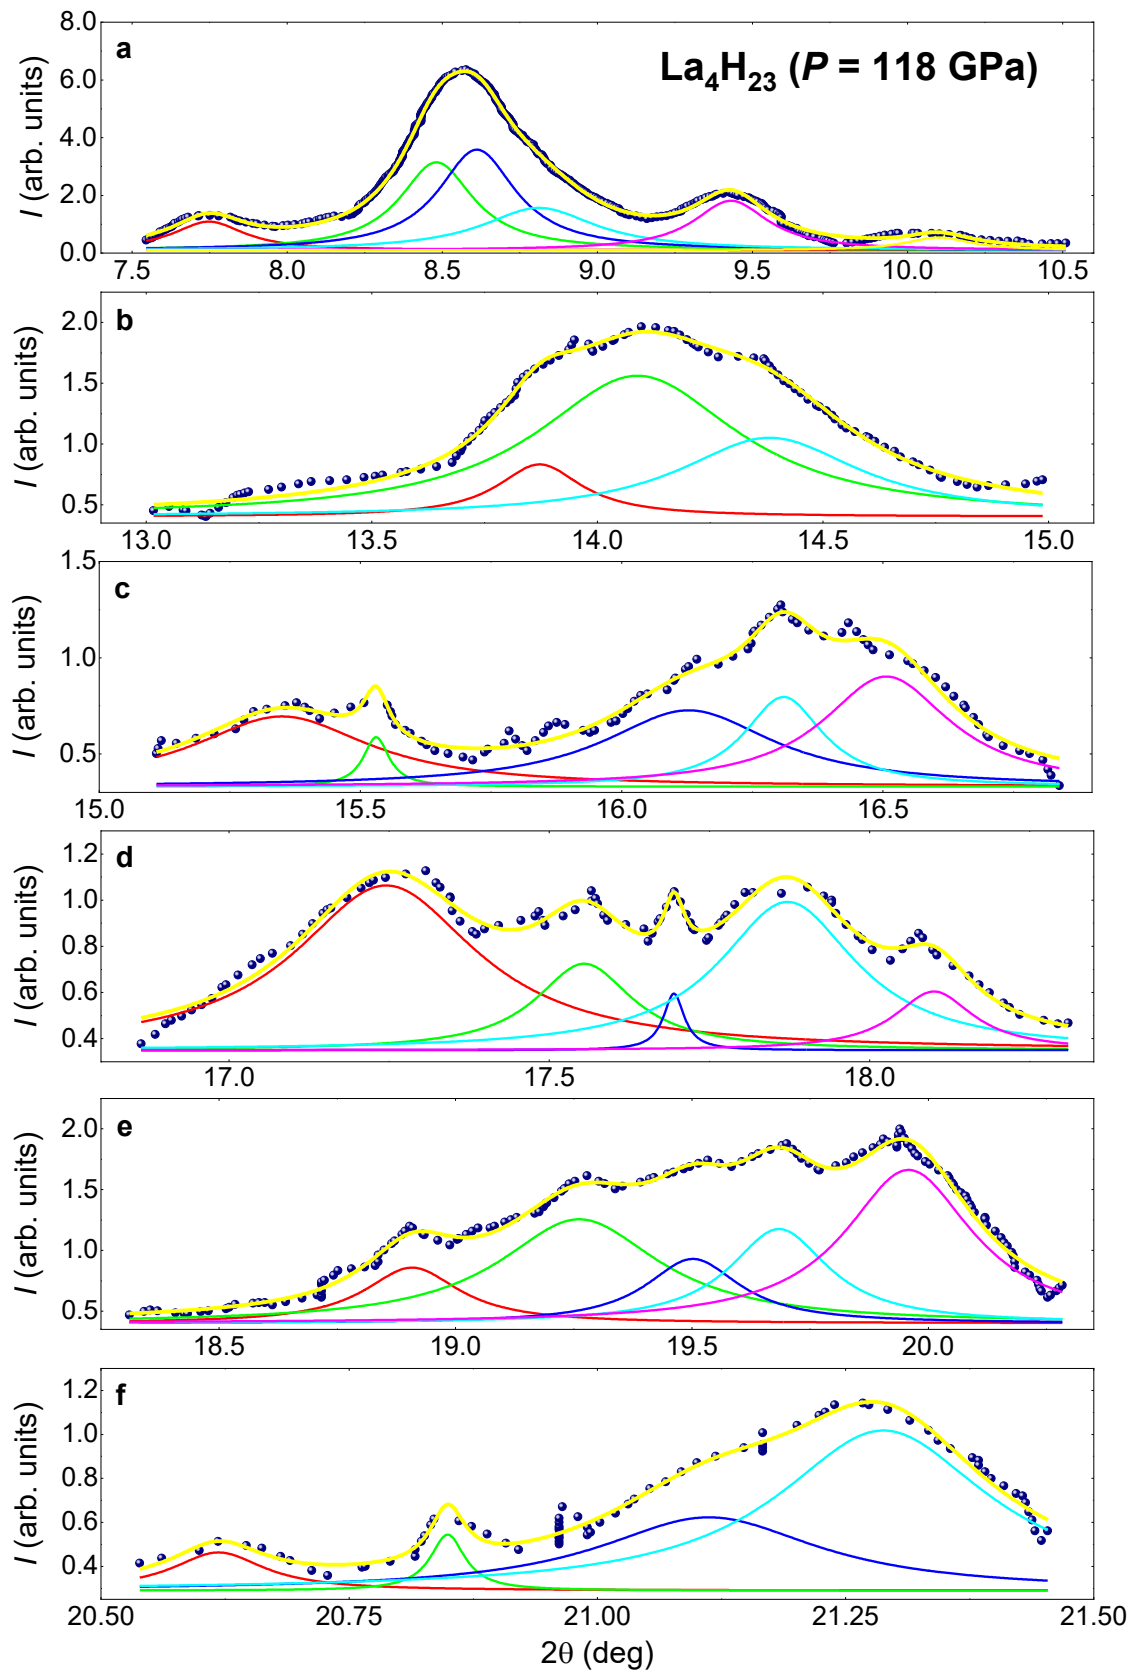 a
La₄H₂₃ (P = 118 GPa)
I (arb. units)
8.0
6.0
4.0
2.0
0.0
7.5 8.0 8.5 9.0 9.5 10.0 10.5
b
I (arb. units)
2.0
1.5
1.0
0.5
13.0 13.5 14.0 14.5 15.0
c
I (arb. units)
1.5
1.0
0.5
15.0 15.5 16.0 16.5
d
I (arb. units)
1.2
1.0
0.8
0.6
0.4
17.0 17.5 18.0
e
I (arb. units)
2.0
1.5
1.0
0.5
18.5 19.0 19.5 20.0
f
I (arb. units)
1.2
1.0
0.8
0.6
0.4
20.50 20.75 21.00 21.25 21.50
2θ (deg)